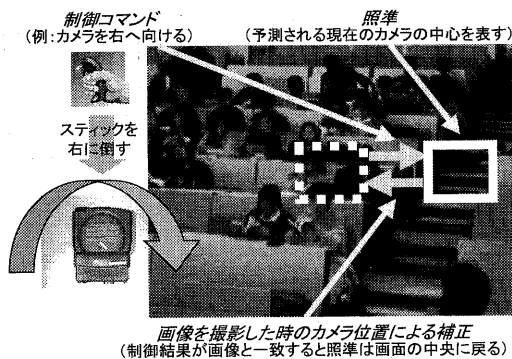 制御コマンド
(例:カメラを右へ向ける)
照準
(予測される現在のカメラの中心を表す)
スティックを
右に倒す
画像を撮影した時のカメラ位置による補正
(制御結果が画像と一致すると照準は画面の中央に戻る)